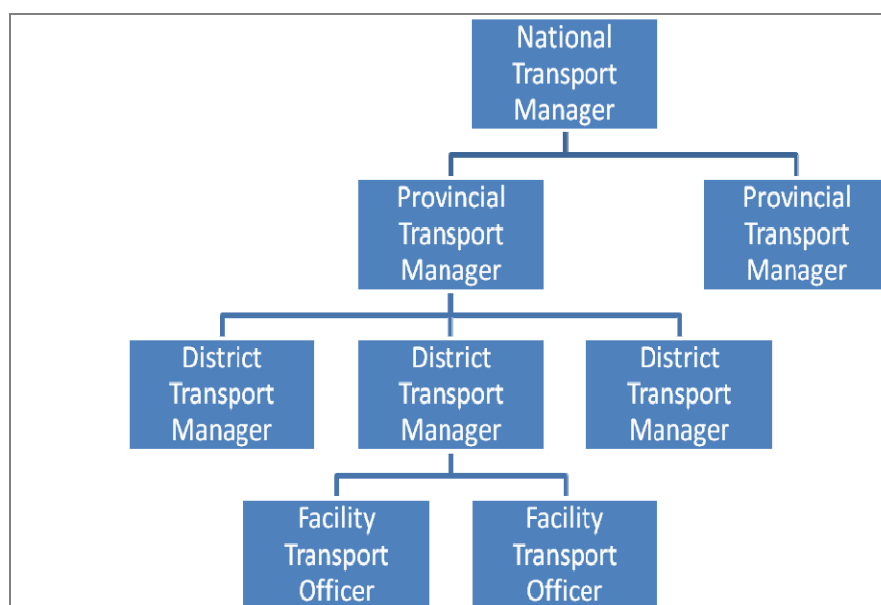 National
Transport
Manager
Provincial
Transport
Manager
Provincial
Transport
Manager
District
Transport
Manager
District
Transport
Manager
District
Transport
Manager
Facility
Transport
Officer
Facility
Transport
Officer